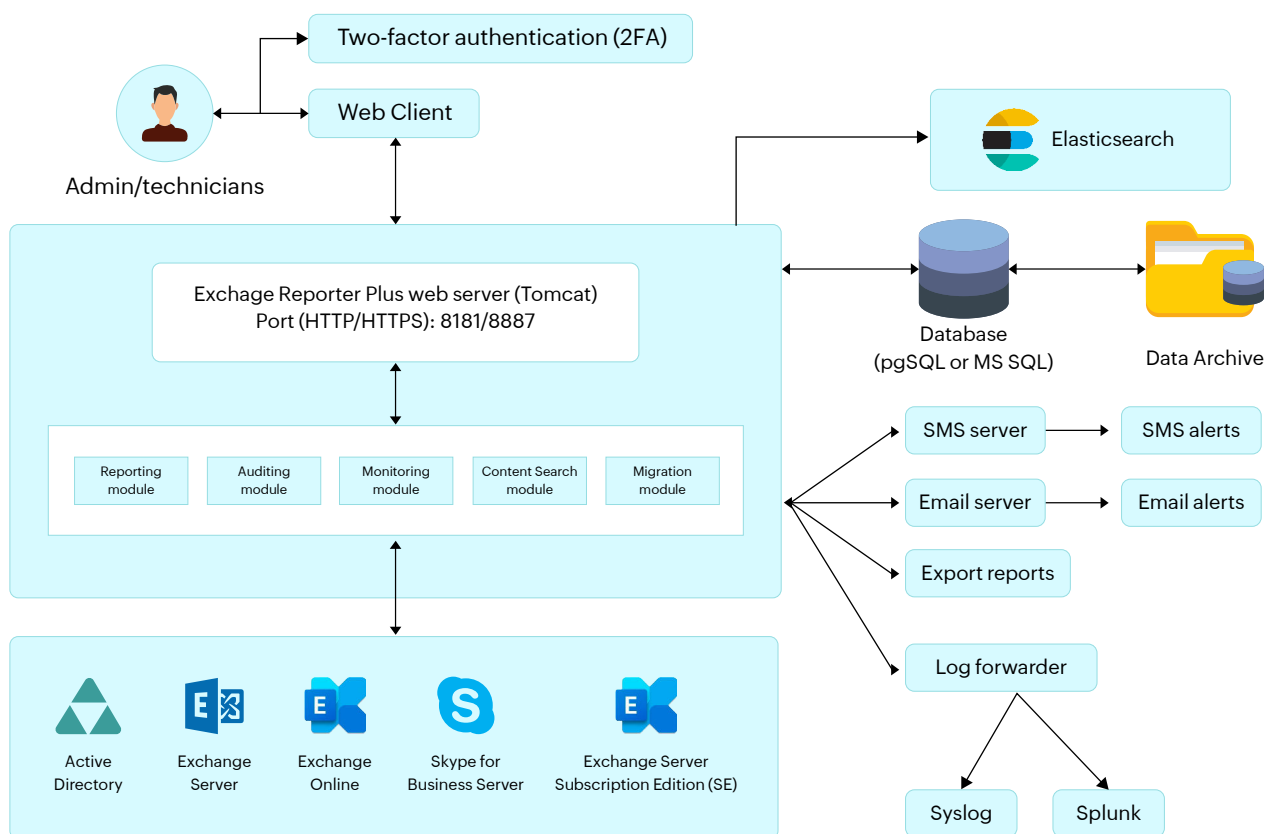 Two-factor authentication (2FA)
Web Client
Admin/technicians
Elasticsearch
Exchage Reporter Plus web server (Tomcat)
Port (HTTP/HTTPS): 8181/8887
Database
(pgSQL or MS SQL)
Data Archive
Reporting
module
Auditing
module
Monitoring
module
Content Search
module
Migration
module
SMS server
SMS alerts
Email server
Email alerts
Export reports
Log forwarder
Syslog
Splunk
E
Active
Directory
E
Exchange
Server
E
Exchange
Online
S
Skype for
Business Server
Exchange Server
Subscription Edition (SE)